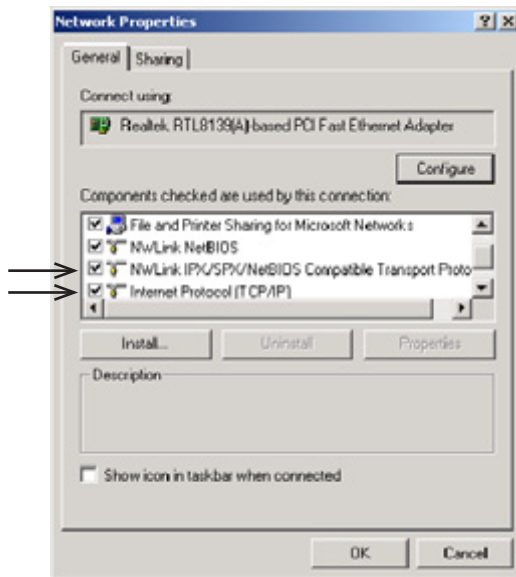 Network Properties
General Sharing
Connect using:
Realtek RTL8139(A)-based PCI Fast Ethernet Adapter
Configure
Components checked are used by this connection:
File and Printer Sharing for Microsoft Networks
NWLink NetBIOS
NWLink IPX/SPX/NetBIOS Compatible Transport Proto
Internet Protocol (TCP/IP)
Install... Uninstall Properties
Description
Show icon in taskbar when connected
OK Cancel